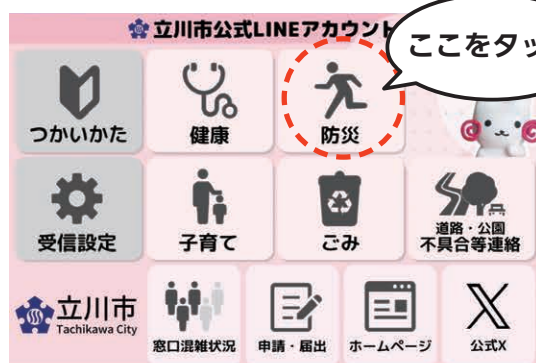 立川市公式LINEアカウント
ここをタッ
つかいかた
健康
防災
受信設定
子育て
ごみ
道路・公園
不具合等連絡
立川市
Tachikawa City
窓口混雑状況
申請・届出
ホームページ
公式X